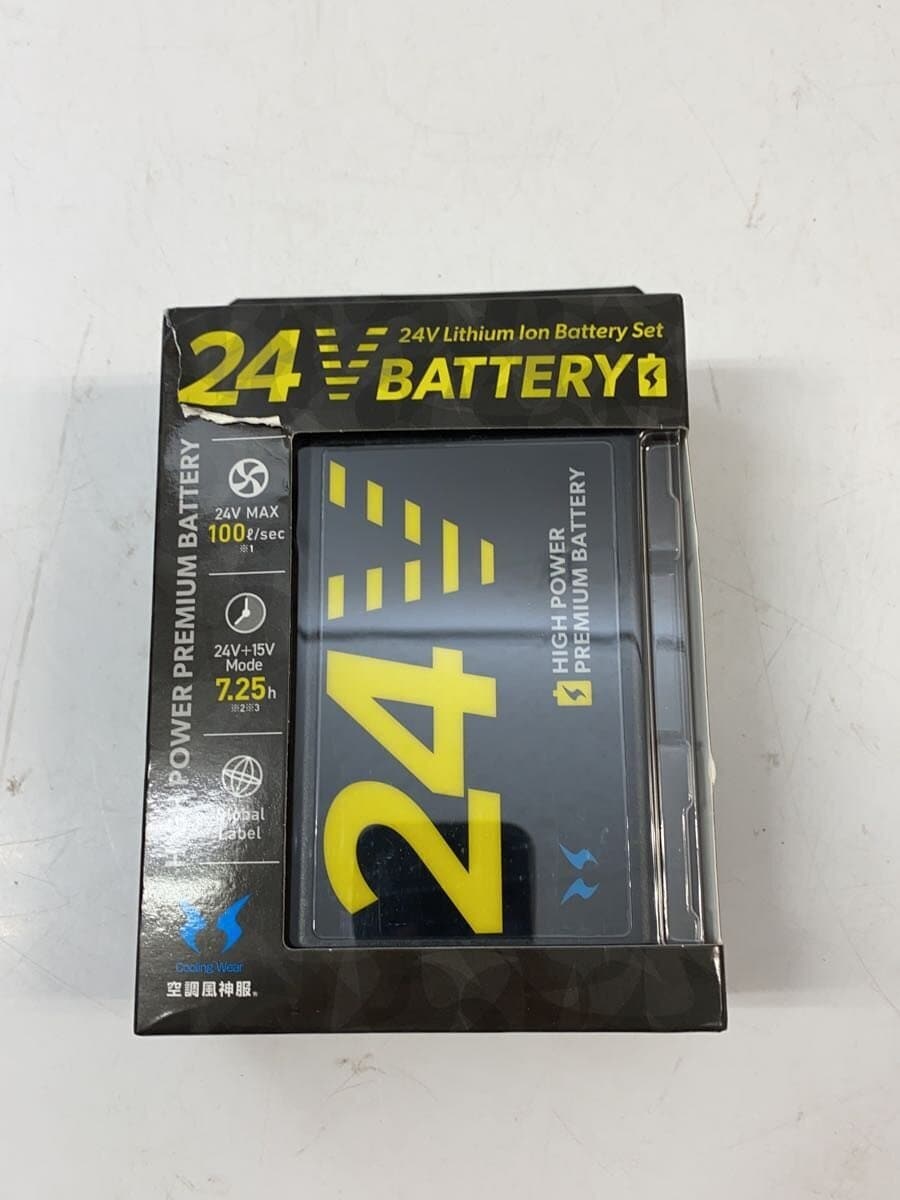 24V Lithium Ion Battery Set
24V BATTERY
POWER PREMIUM BATTERY
24V MAX
100ℓ/sec
※1
24V+15V
Mode
7.25h
※2※3
Global
Label
Cooling Wear
空調風神服®
24V
HIGH POWER
PREMIUM BATTERY